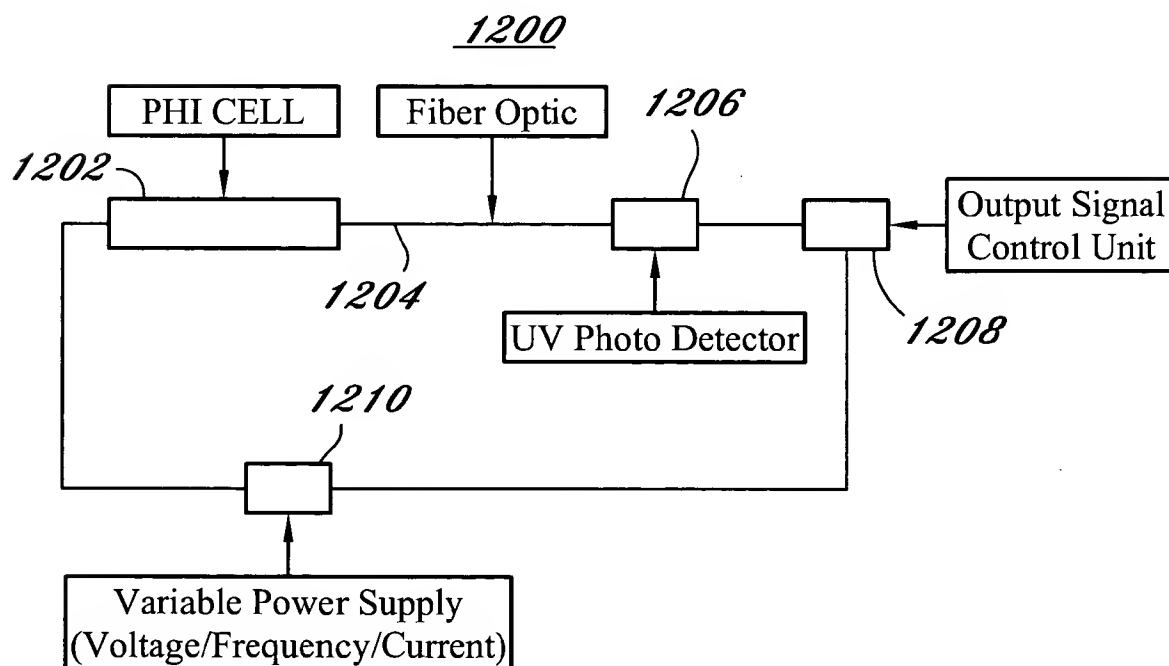 1200
PHI CELL
Fiber Optic
1206
1202
Output Signal
Control Unit
1204
UV Photo Detector
1208
1210
Variable Power Supply
(Voltage/Frequency/Current)